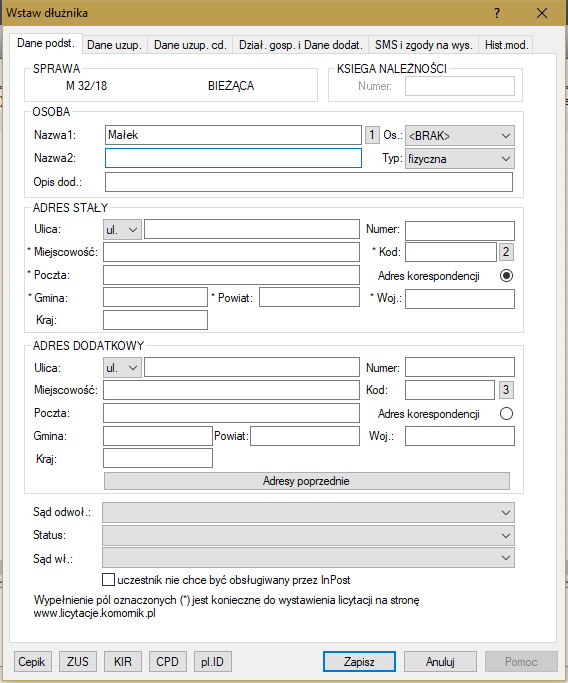 Wstaw dłużnika ?
Dane podst. Dane uzup. Dane uzup. cd. Dział. gosp. i Dane dodat. SMS i zgody na wys. Hist.mod.
SPRAWA KSIĘGA NALEŻNOŚCI
M 32/18 BIEŻĄCA Numer:
OSOBA
Nazwa1: Małek 1 Os.: <BRAK>
Nazwa2: Typ: fizyczna
Opis dod.:
ADRES STAŁY
Ulica: ul. Numer:
* Miejscowość: * Kod: 2
* Poczta: Adres korespondencji
* Gmina: * Powiat: * Woj.:
Kraj:
ADRES DODATKOWY
Ulica: ul. Numer:
Miejscowość: Kod: 3
Poczta: Adres korespondencji
Gmina: Powiat: Woj.:
Kraj:
Adresy poprzednie
Sąd odwoł.:
Status:
Sąd wł.:
uczestnik nie chce być obsługiwany przez InPost
Wypełnienie pól oznaczonych (*) jest konieczne do wystawienia licytacji na stronę
www.licytacje.komornik.pl
Cepik ZUS KIR CPD pl.ID Zapisz Anuluj Pomoc